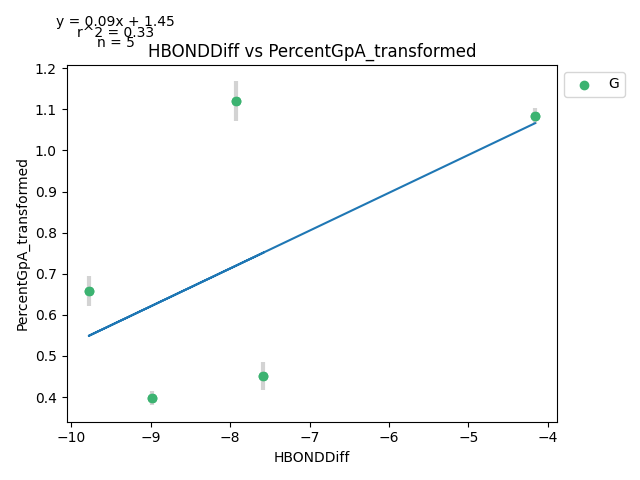 y = 0.09x + 1.45
r^2 = 0.33
n = 5
HBONDDiff vs PercentGpA_transformed
G
PercentGpA_transformed
1.2
1.1
1.0
0.9
0.8
0.7
0.6
0.5
0.4
−10
−9
−8
−7
−6
−5
−4
HBONDDiff